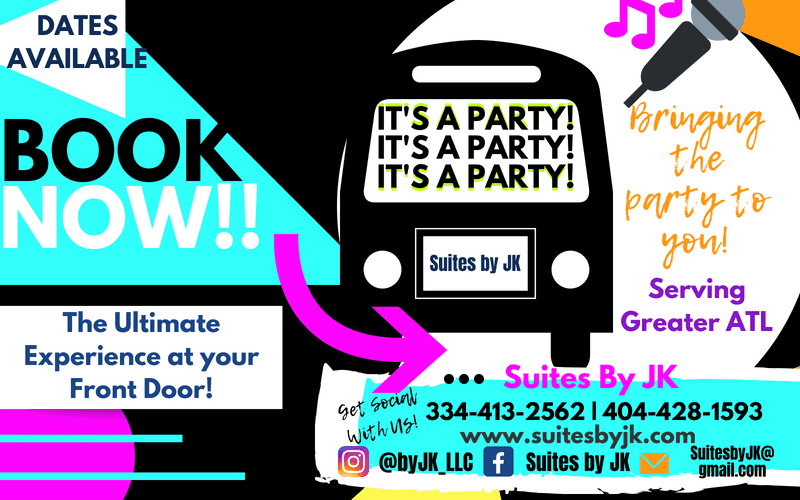 DATES
AVAILABLE
BOOK
NOW!!
The Ultimate
Experience at your
Front Door!
IT'S A PARTY!
IT'S A PARTY!
IT'S A PARTY!
Suites by JK
Bringing
the
party to
you!
Serving
Greater ATL
Suites By JK
Get Social
With US!
334-413-2562 | 404-428-1593
www.suitesbyjk.com
@byJK_LLC Suites by JK SuitesbyJK@
gmail.com